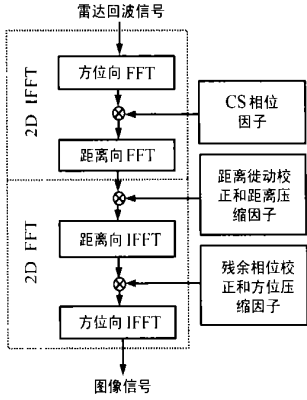 雷达回波信号
方位向 FFT
2D IFFT
CS相位
因子
距离向 FFT
距离徙动校
正和距离压
缩因子
距离向 IFFT
2D FFT
残余相位校
正和方位压
缩因子
方位向 IFFT
图像信号